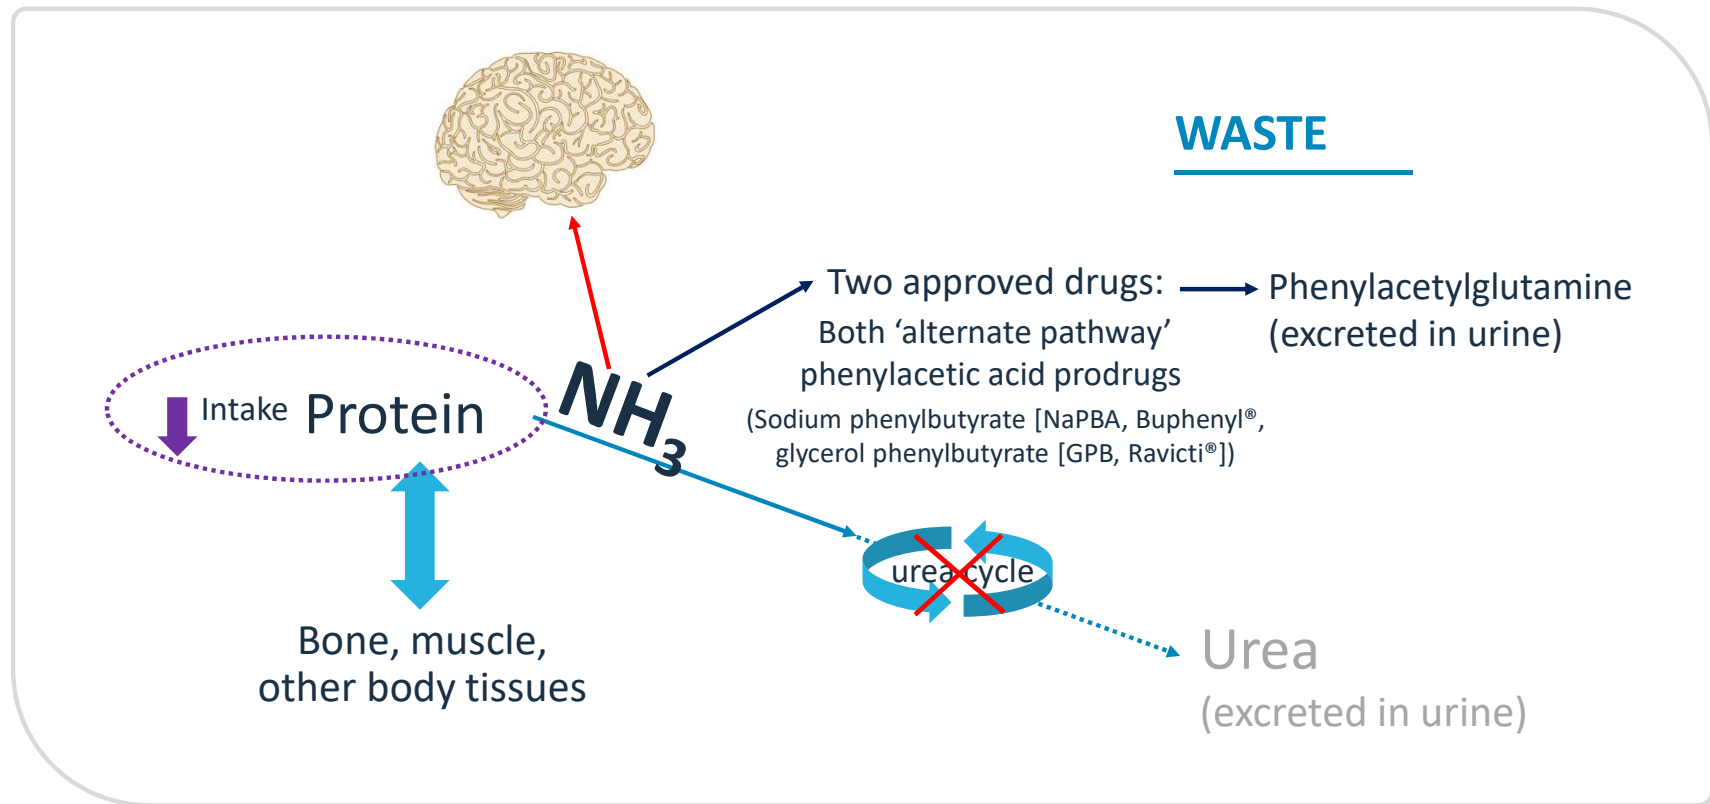 WASTE
Two approved drugs:
Both ‘alternate pathway’
phenylacetic acid prodrugs
(Sodium phenylbutyrate [NaPBA, Buphenyl®,
glycerol phenylbutyrate [GPB, Ravicti®])
Phenylacetylglutamine
(excreted in urine)
Intake Protein
NH3
urea cycle
Bone, muscle,
other body tissues
Urea
(excreted in urine)